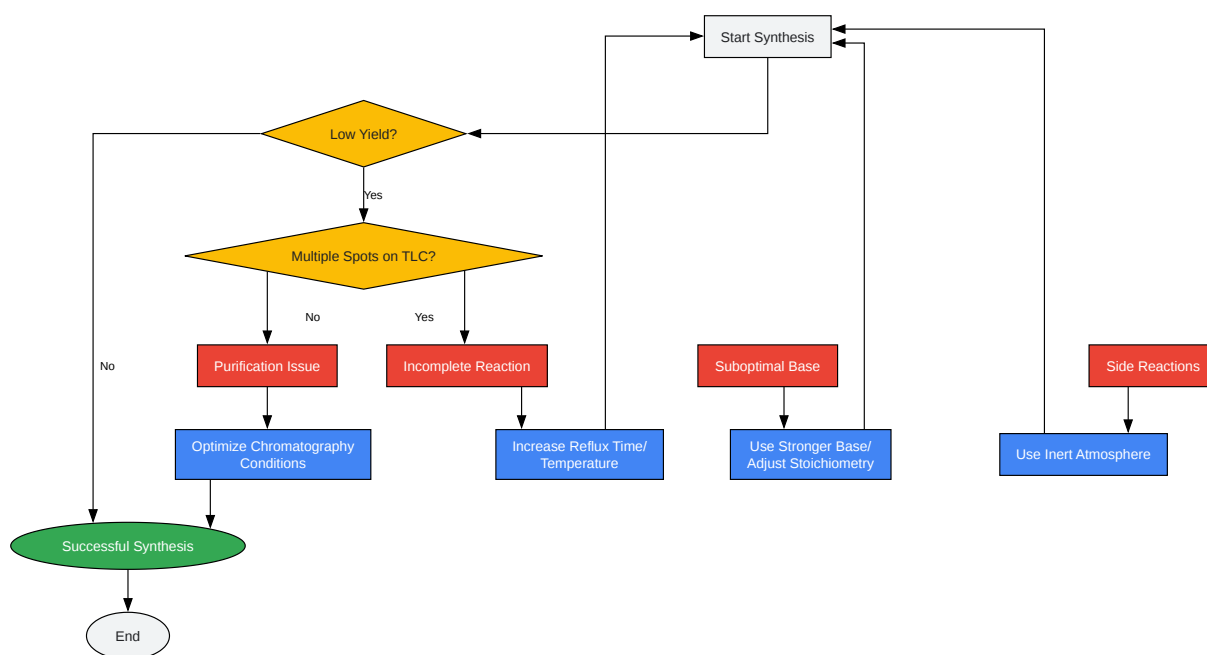 Start Synthesis
Low Yield?
Yes
Multiple Spots on TLC?
No
Yes
No
Purification Issue
Incomplete Reaction
Suboptimal Base
Side Reactions
Optimize Chromatography
Conditions
Increase Reflux Time/
Temperature
Use Stronger Base/
Adjust Stoichiometry
Use Inert Atmosphere
Successful Synthesis
End